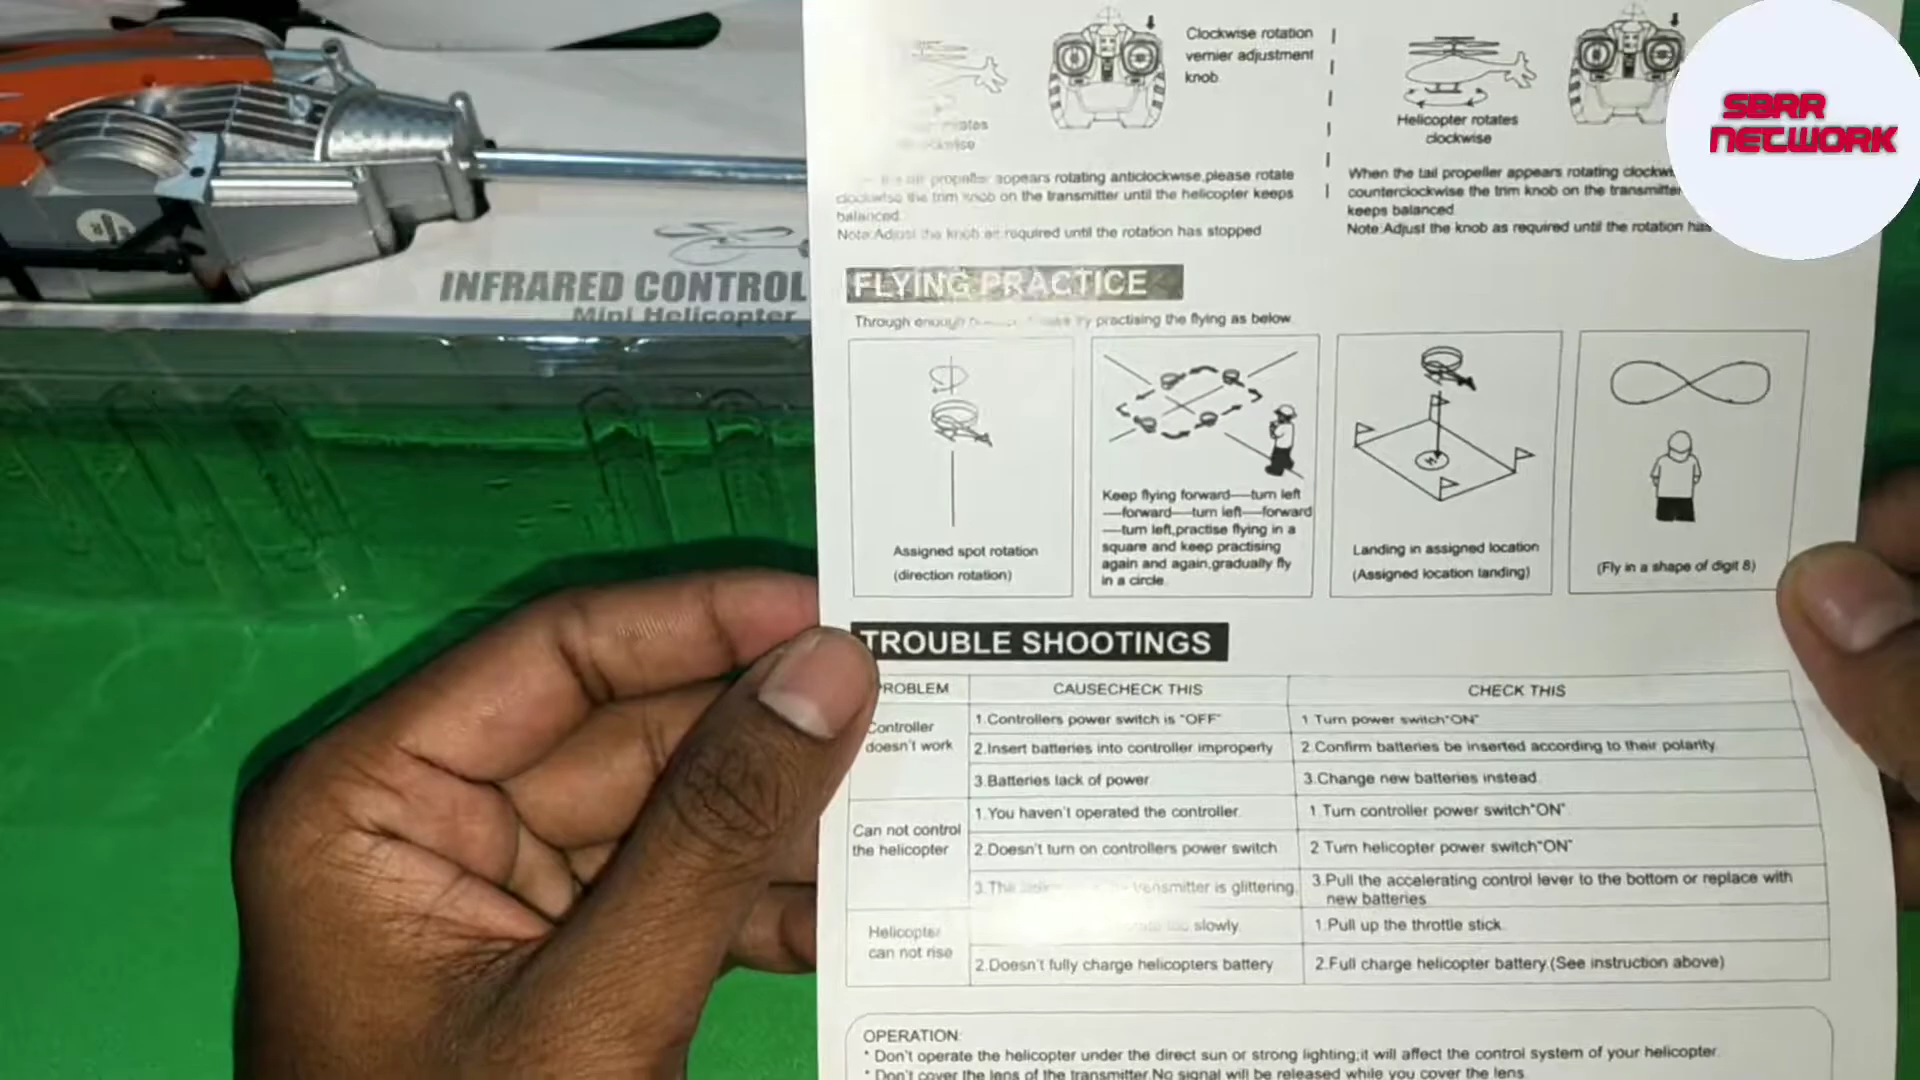 SBRR
NETWORK
INFRARED CONTROL
Mini Helicopter
Clockwise rotation
vernier adjustment
knob
Helicopter rotates
clockwise
propeller appears rotating anticlockwise,please rotate
clockwise the trim knob on the transmitter until the helicopter keeps
balanced
Note:Adjust the knob as required until the rotation has stopped
When the tail propeller appears rotating
counterclockwise the trim knob on the transmitter
keeps balanced
Note:Adjust the knob as required until the rotation has
FLYING PRACTICE
Through enough practising the flying as below.
Assigned spot rotation
(direction rotation)
Keep flying forward—turn left
—forward—turn left—forward
—turn left,practise flying in a
square and keep practising
again and again,gradually fly
in a circle.
H
Landing in assigned location
(Assigned location landing)
(Fly in a shape of digit 8)
TROUBLE SHOOTINGS
ROBLEM
CAUSECHECK THIS
CHECK THIS
Controller
doesn't work
1.Controllers power switch is "OFF"
1 Turn power switch"ON"
2.Insert batteries into controller improperly
2.Confirm batteries be inserted according to their polarity.
3.Batteries lack of power
3.Change new batteries instead.
Can not control
the helicopter
1.You haven't operated the controller.
1.Turn controller power switch"ON".
2.Doesn't turn on controllers power switch
2 Turn helicopter power switch"ON"
3.The transmitter is glittering.
3.Pull the accelerating control lever to the bottom or replace with
new batteries
Helicopter
can not rise
slowly.
1.Pull up the throttle stick.
2.Doesn't fully charge helicopters battery
2.Full charge helicopter battery.(See instruction above)
OPERATION:
* Don't operate the helicopter under the direct sun or strong lighting;it will affect the control system of your helicopter.
* Don't cover the lens of the transmitter.No signal will be released while you cover the lens.